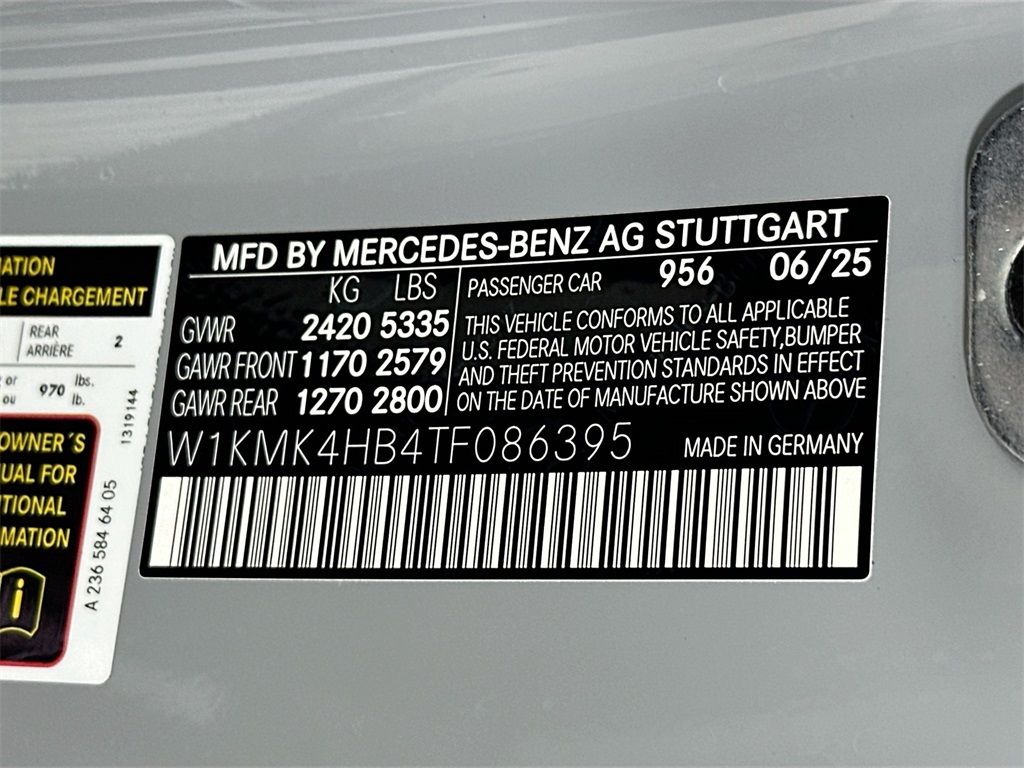 MATION
LE CHARGEMENT
REAR
ARRIÈRE
2
or
ou
970
lbs.
lb.
OWNER´S
UAL FOR
TIONAL
MATION
i
1319144
A 236 584 64 05
MFD BY MERCEDES-BENZ AG STUTTGART
KG LBS
GVWR 2420 5335
GAWR FRONT 1170 2579
GAWR REAR 1270 2800
PASSENGER CAR 956 06/25
THIS VEHICLE CONFORMS TO ALL APPLICABLE
U.S. FEDERAL MOTOR VEHICLE SAFETY,BUMPER
AND THEFT PREVENTION STANDARDS IN EFFECT
ON THE DATE OF MANUFACTURE SHOWN ABOVE
W1KMK4HB4TF086395
MADE IN GERMANY